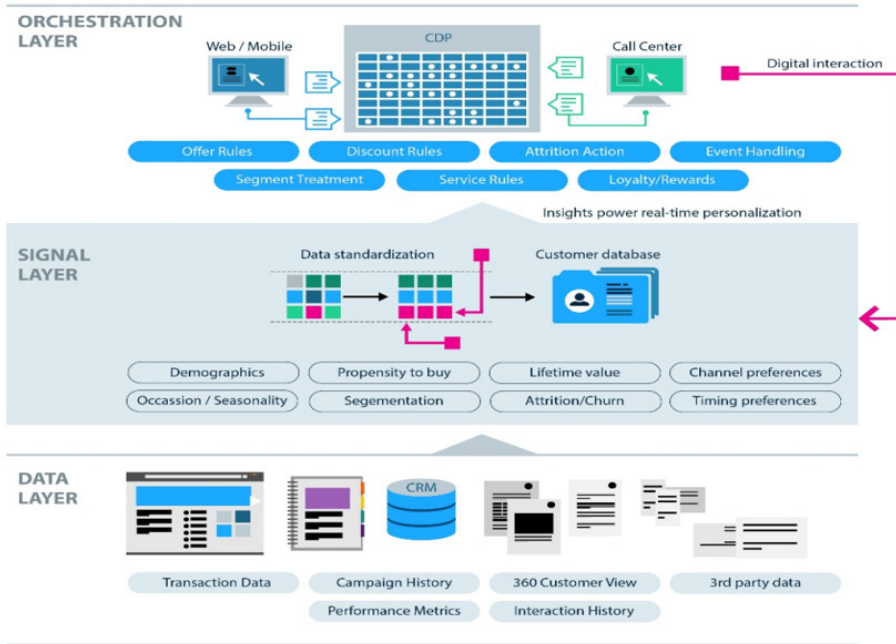 ORCHESTRATION
LAYER
Web / Mobile
CDP
Call Center
Digital interaction
Offer Rules
Discount Rules
Attrition Action
Event Handling
Segment Treatment
Service Rules
Loyalty/Rewards
Insights power real-time personalization
SIGNAL
LAYER
Data standardization
Customer database
Demographics
Propensity to buy
Lifetime value
Channel preferences
Occassion / Seasonality
Segementation
Attrition/Churn
Timing preferences
DATA
LAYER
CRM
Transaction Data
Campaign History
360 Customer View
3rd party data
Performance Metrics
Interaction History